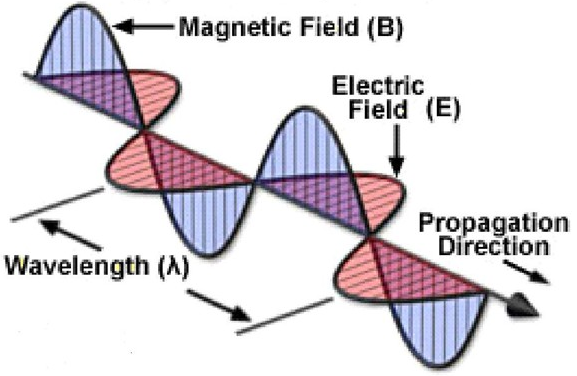 Magnetic Field (B)
Electric
Field (E)
Propagation
Direction
Wavelength (λ)